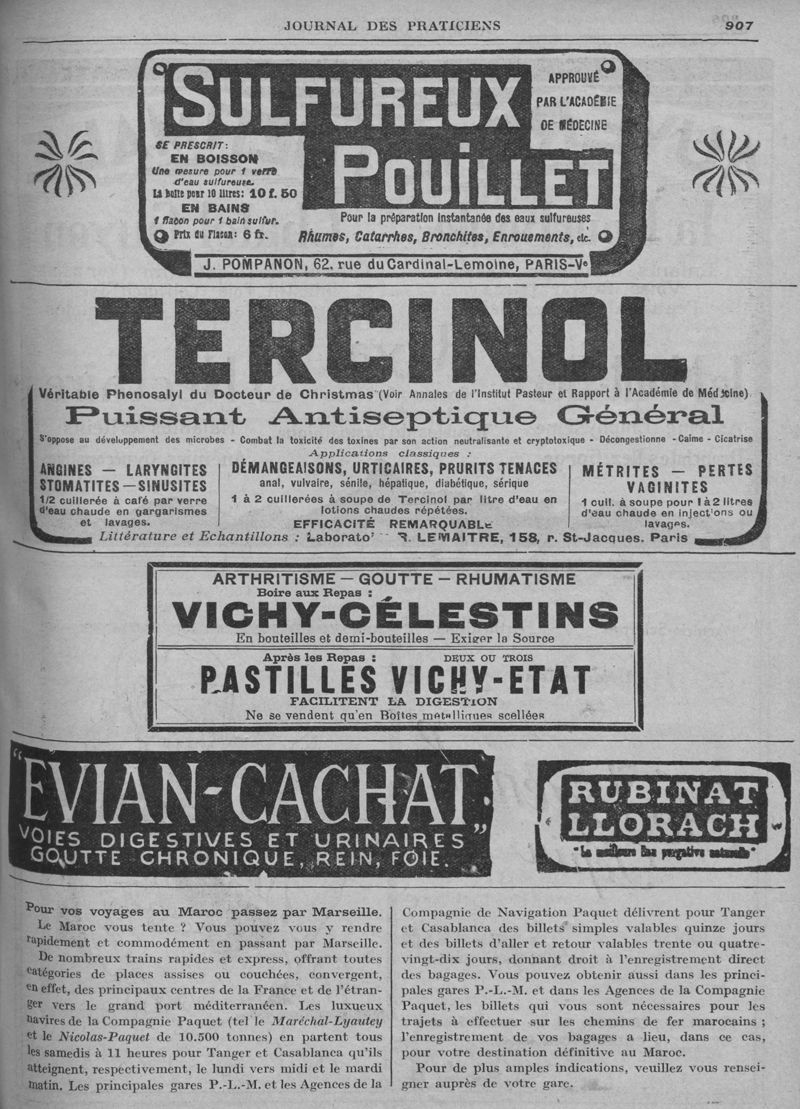 JOURNAL DES PRATICIENS 907
SULFUREUX
POUILLET
APPROUVÉ
PAR L'ACADÉMIE
DE MÉDECINE
SE PRESCRIT:
EN BOISSON
Une mesure pour 1 verre
d'eau sulfureuse.
La boîte pour 10 litres: 10 f. 50
EN BAINS
1 flacon pour 1 bain sulfur.
Prix du Flacon: 6 fr.
Pour la préparation instantanée des eaux sulfureuses
Rhumes, Catarrhes, Bronchites, Enrouements, etc.
J. POMPANON, 62, rue du Cardinal-Lemoine, PARIS-Ve
TERCINOL
Véritable Phenosalyl du Docteur de Christmas (Voir Annales de l'Institut Pasteur et Rapport à l'Académie de Médecine)
Puissant Antiseptique Général
S'oppose au développement des microbes - Combat la toxicité des toxines par son action neutralisante et cryptotoxique - Décongestionne - Calme - Cicatrise
Applications classiques :
ANGINES — LARYNGITES
STOMATITES — SINUSITES
1/2 cuillerée à café par verre
d'eau chaude en gargarismes
et lavages.
DÉMANGEAISONS, URTICAIRES, PRURITS TENACES
anal, vulvaire, sénile, hépatique, diabétique, sérique
1 à 2 cuillerées à soupe de Tercinol par litre d'eau en
lotions chaudes répétées.
EFFICACITÉ REMARQUABLE
MÉTRITES — PERTES
VAGINITES
1 cuil. à soupe pour 1 à 2 litres
d'eau chaude en injections ou
lavages.
Littérature et Echantillons : Laborato R. LEMAITRE, 158, r. St-Jacques. Paris
ARTHRITISME — GOUTTE — RHUMATISME
Boire aux Repas :
VICHY-CÉLESTINS
En bouteilles et demi-bouteilles — Exiger la Source
Après les Repas : DEUX OU TROIS
PASTILLES VICHY-ETAT
FACILITENT LA DIGESTION
Ne se vendent qu'en Boîtes métalliques scellées
"EVIAN-CACHAT"
VOIES DIGESTIVES ET URINAIRES
GOUTTE CHRONIQUE, REIN, FOIE.
RUBINAT
LLORACH
"La meilleure Eau purgative naturelle"
Pour vos voyages au Maroc passez par Marseille.
Le Maroc vous tente ? Vous pouvez vous y rendre
rapidement et commodément en passant par Marseille.
De nombreux trains rapides et express, offrant toutes
catégories de places assises ou couchées, convergent,
en effet, des principaux centres de la France et de l'étran-
ger vers le grand port méditerranéen. Les luxueux
navires de la Compagnie Paquet (tel le Maréchal-Lyautey
et le Nicolas-Paquet de 10.500 tonnes) en partent tous
les samedis à 11 heures pour Tanger et Casablanca qu'ils
atteignent, respectivement, le lundi vers midi et le mardi
matin. Les principales gares P.-L.-M. et les Agences de la
Compagnie de Navigation Paquet délivrent pour Tanger
et Casablanca des billets simples valables quinze jours
et des billets d'aller et retour valables trente ou quatre-
vingt-dix jours, donnant droit à l'enregistrement direct
des bagages. Vous pouvez obtenir aussi dans les princi-
pales gares P.-L.-M. et dans les Agences de la Compagnie
Paquet, les billets qui vous sont nécessaires pour les
trajets à effectuer sur les chemins de fer marocains ;
l'enregistrement de vos bagages a lieu, dans ce cas,
pour votre destination définitive au Maroc.
Pour de plus amples indications, veuillez vous rensei-
gner auprès de votre gare.